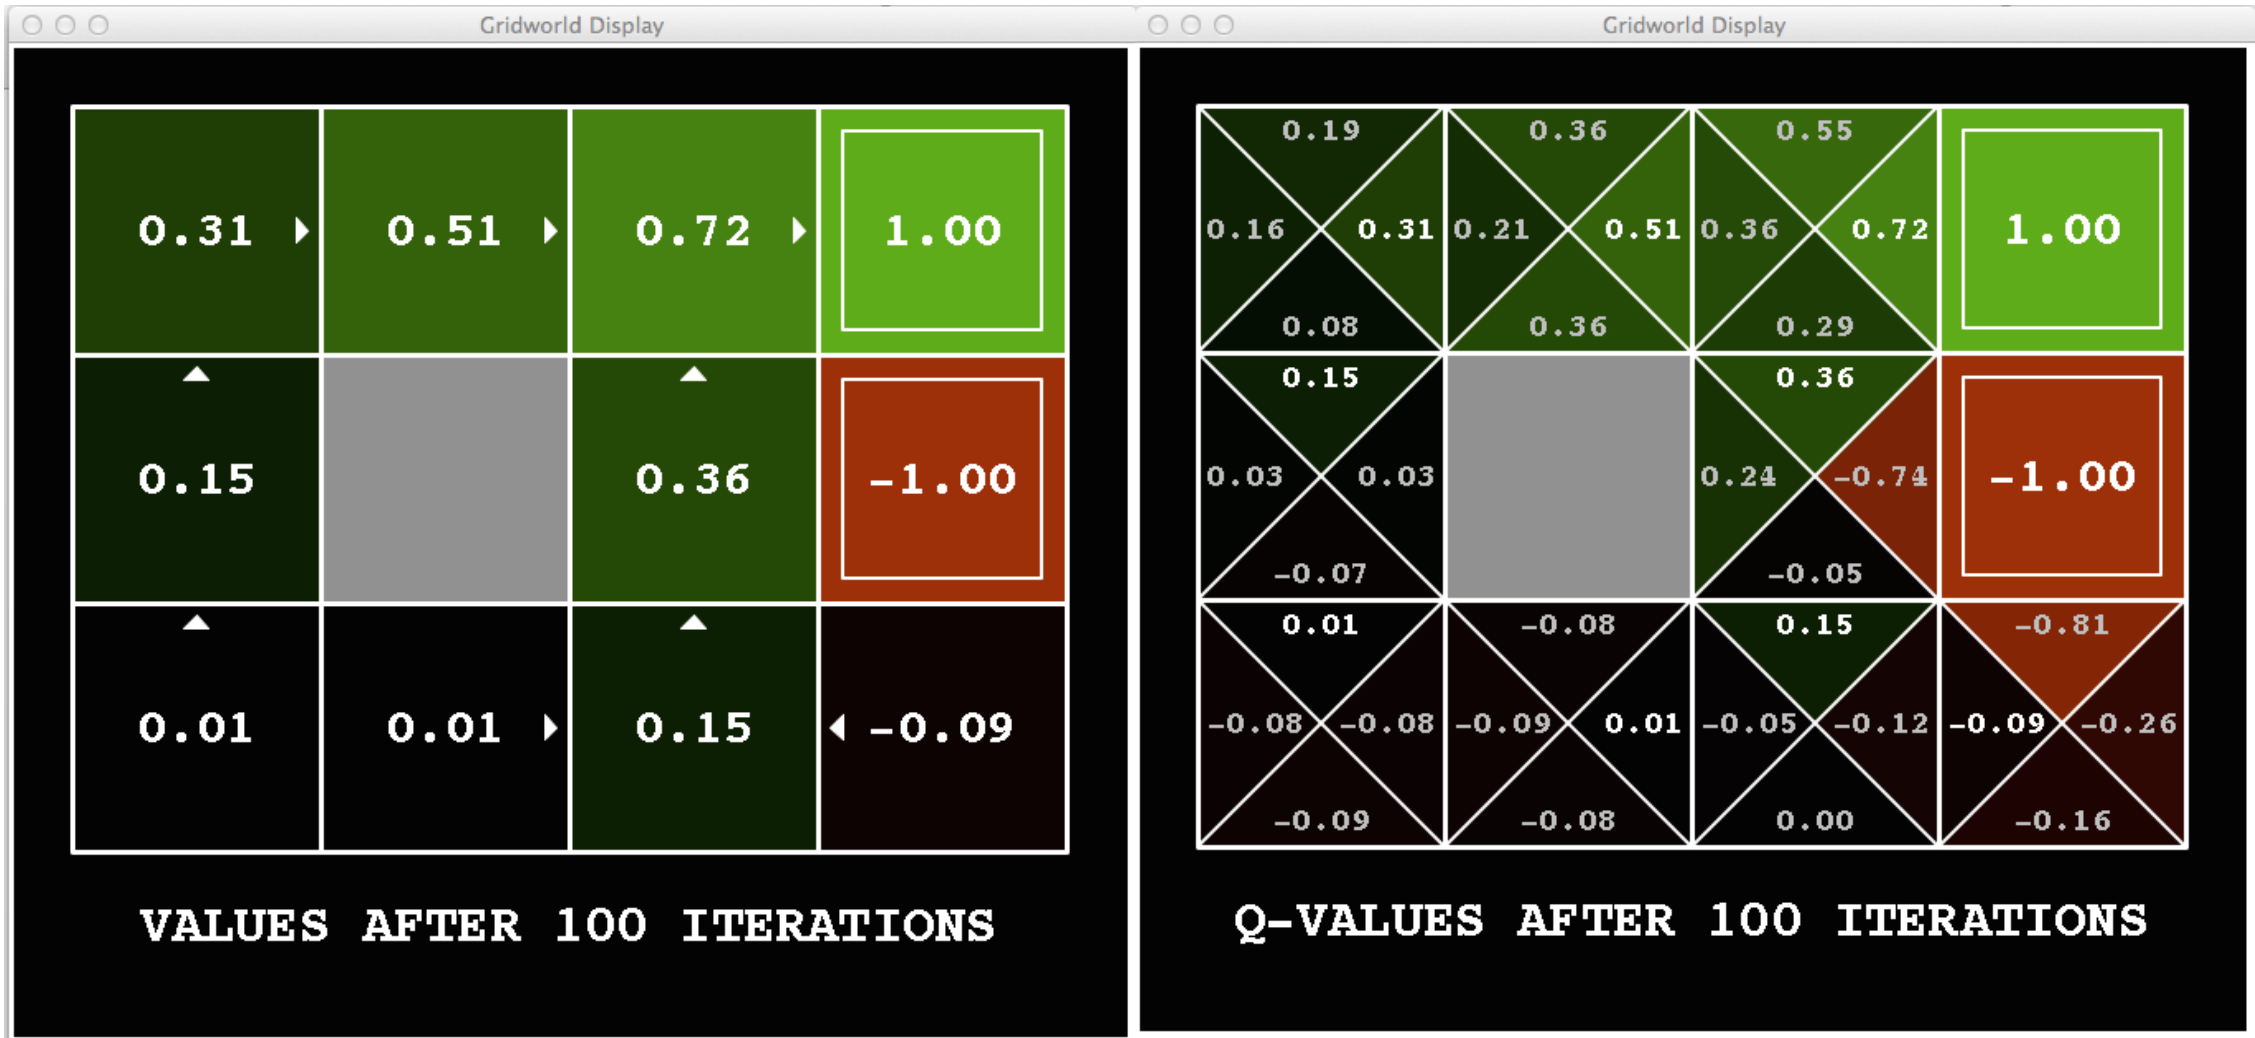 Gridworld Display
0.31 0.51 0.72 1.00
0.15 0.36 -1.00
0.01 0.01 0.15 -0.09
VALUES AFTER 100 ITERATIONS
Gridworld Display
0.19 0.36 0.55
0.16 0.31 0.21 0.51 0.36 0.72 1.00
0.08 0.36 0.29
0.15 0.36
0.03 0.03 0.24 -0.74 -1.00
-0.07 -0.05
0.01 -0.08 0.15 -0.81
-0.08 -0.08 -0.09 0.01 -0.05 -0.12 -0.09 -0.26
-0.09 -0.08 0.00 -0.16
Q-VALUES AFTER 100 ITERATIONS